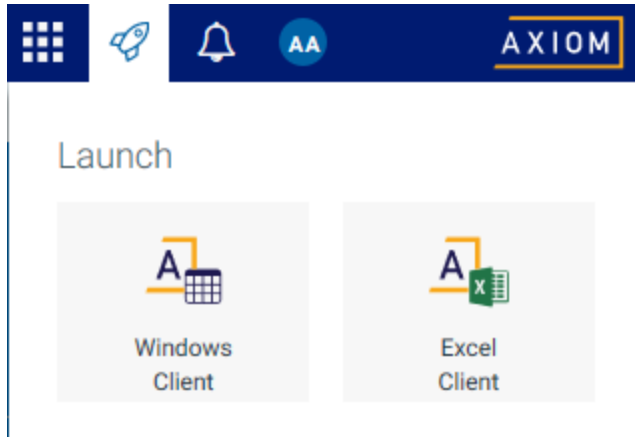 AA
AXIOM
Launch
A
Windows
Client
A
X
Excel
Client